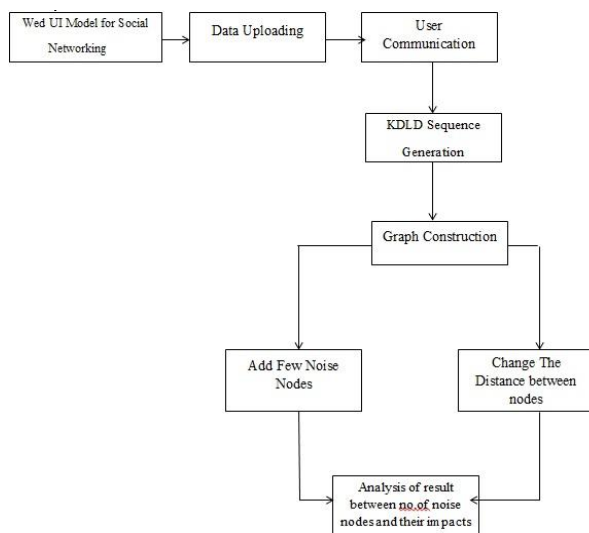 Wed UI Model for Social
Networking
Data Uploading
User
Communication
KDLD Sequence
Generation
Graph Construction
Add Few Noise
Nodes
Change The
Distance between
nodes
Analysis of result
between no.of noise
nodes and their impacts